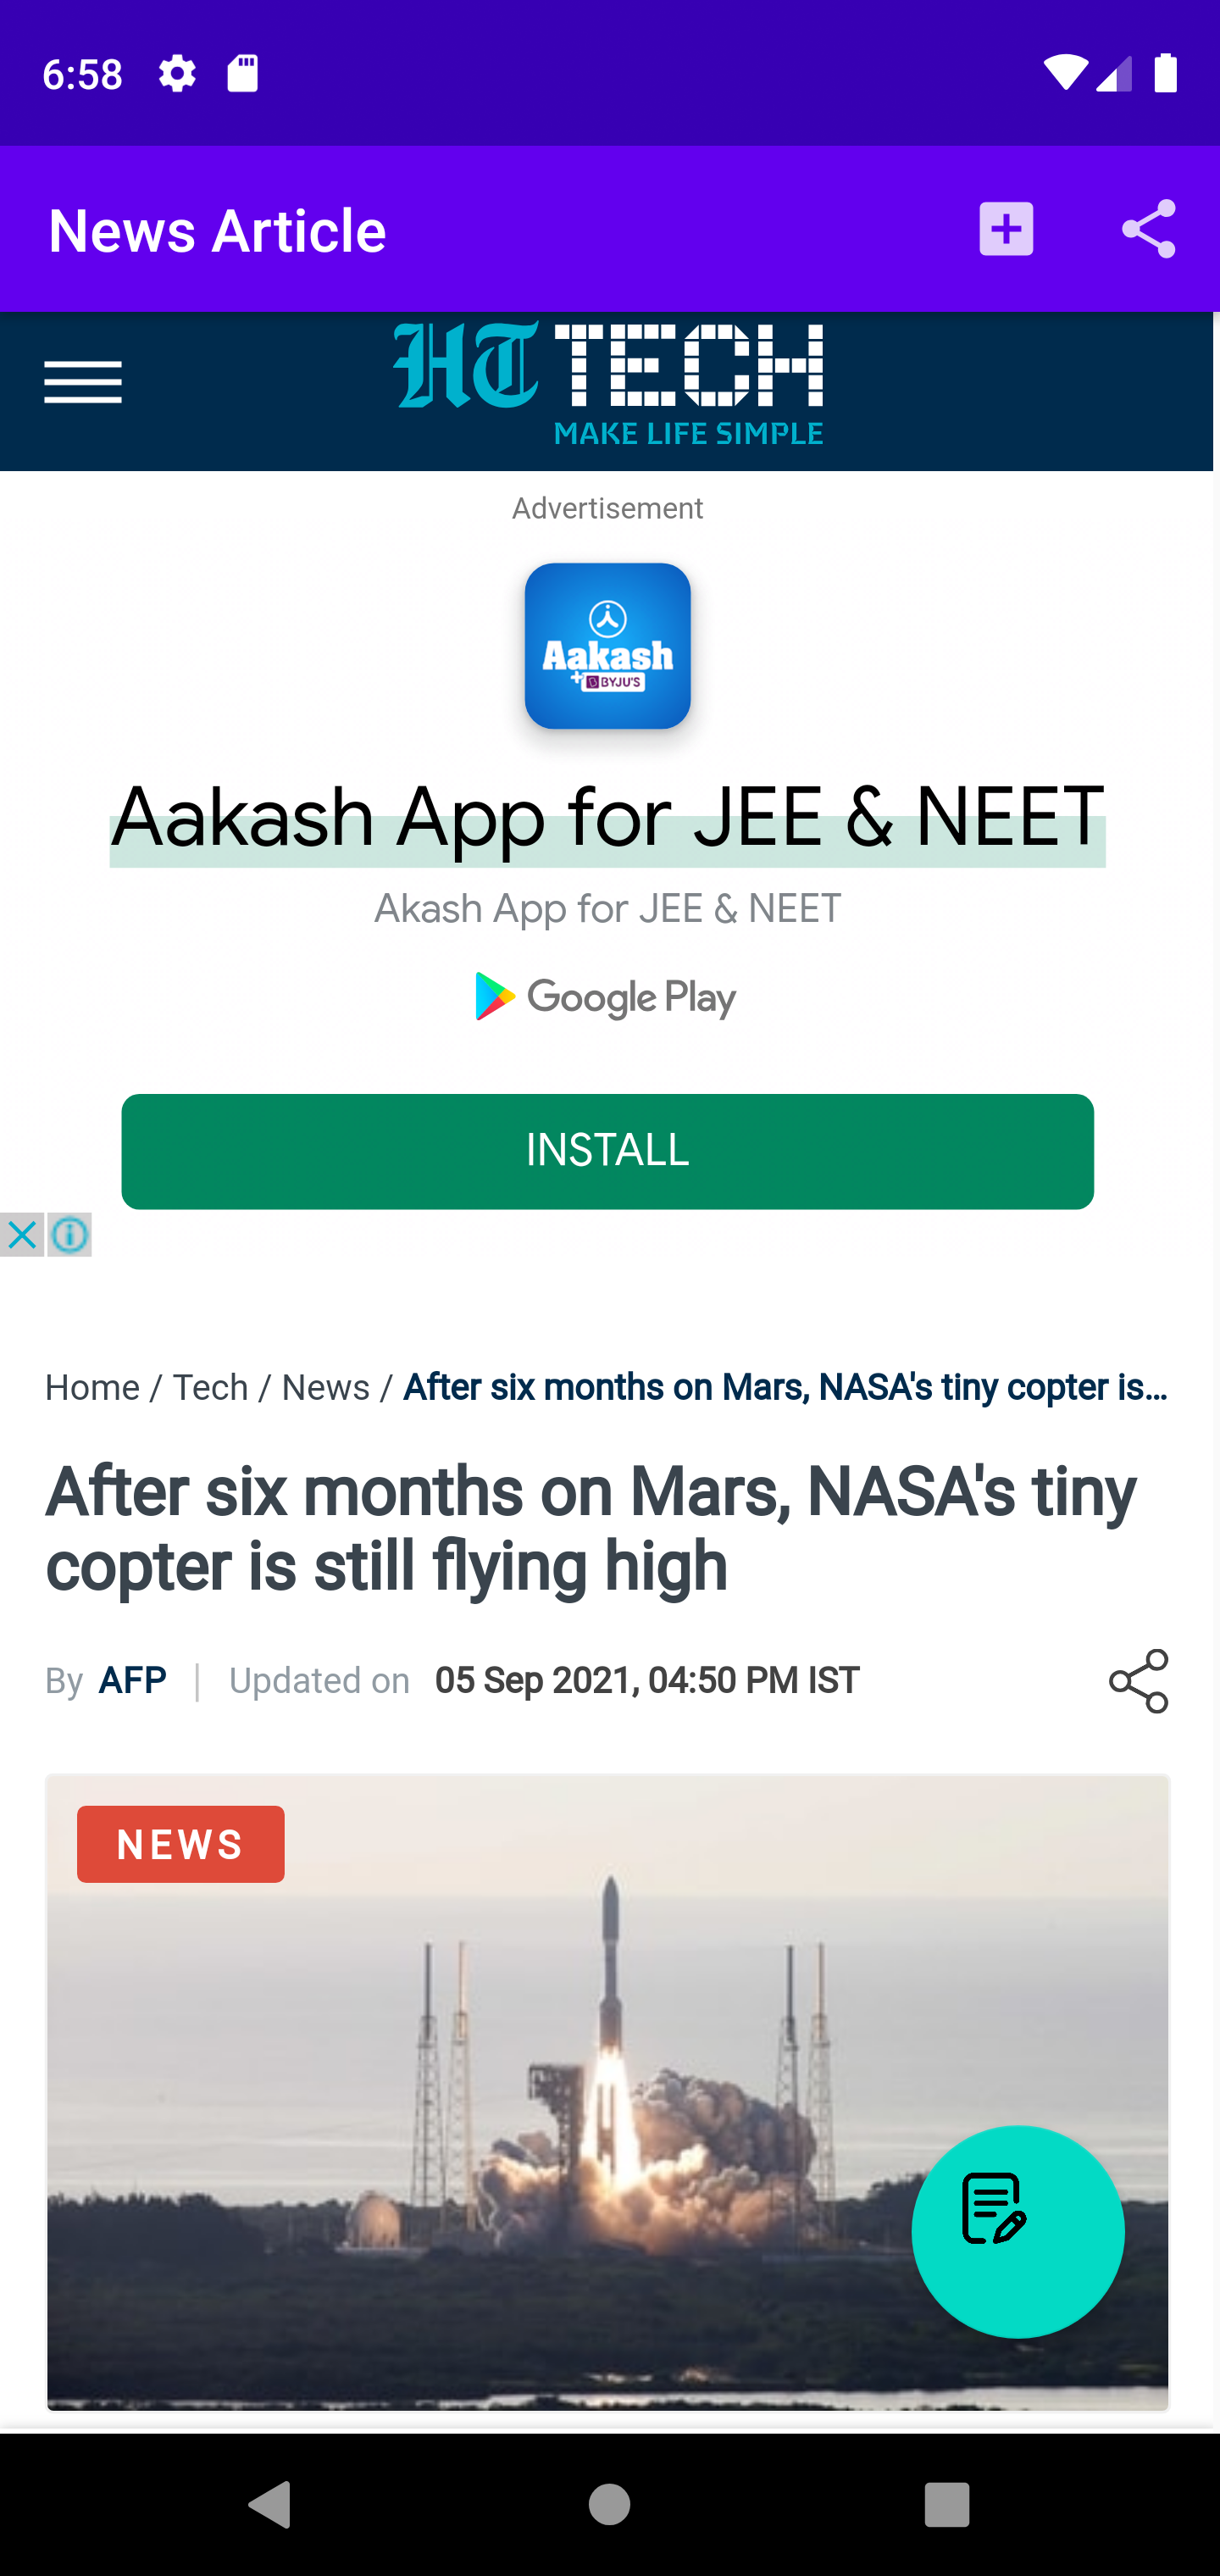 6:58
News Article
HT TECH
MAKE LIFE SIMPLE
Advertisement
Aakash
+ BYJU'S
Aakash App for JEE & NEET
Akash App for JEE & NEET
Google Play
INSTALL
Home / Tech / News / After six months on Mars, NASA's tiny copter is...
After six months on Mars, NASA's tiny
copter is still flying high
By AFP | Updated on 05 Sep 2021, 04:50 PM IST
NEWS